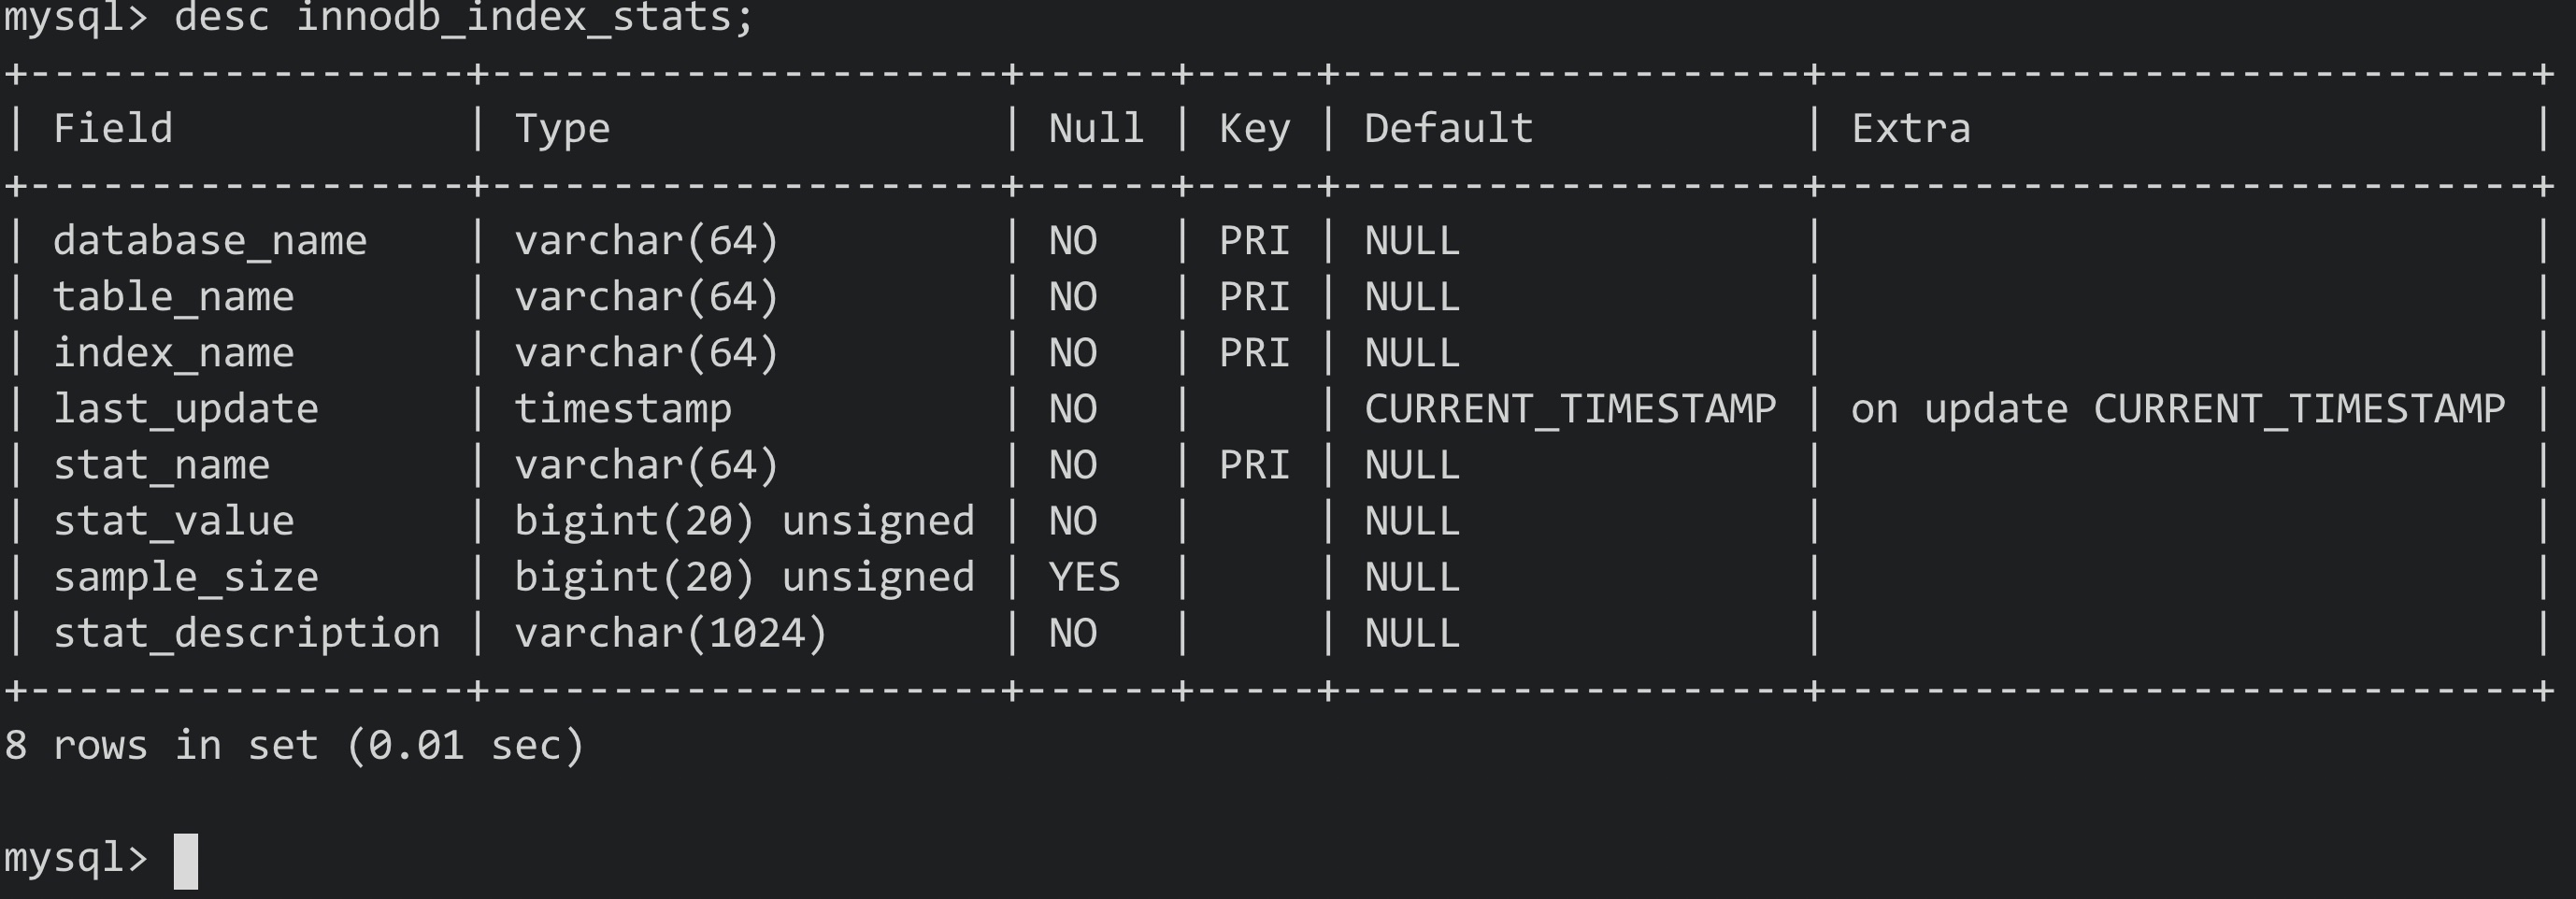 mysql> desc innodb_index_stats;
+------------------+---------------------+------+-----+-------------------+-----------------------------+
| Field            | Type                | Null | Key | Default           | Extra                       |
+------------------+---------------------+------+-----+-------------------+-----------------------------+
| database_name    | varchar(64)         | NO   | PRI | NULL              |                             |
| table_name       | varchar(64)         | NO   | PRI | NULL              |                             |
| index_name       | varchar(64)         | NO   | PRI | NULL              |                             |
| last_update      | timestamp           | NO   |     | CURRENT_TIMESTAMP | on update CURRENT_TIMESTAMP |
| stat_name        | varchar(64)         | NO   | PRI | NULL              |                             |
| stat_value       | bigint(20) unsigned | NO   |     | NULL              |                             |
| sample_size      | bigint(20) unsigned | YES  |     | NULL              |                             |
| stat_description | varchar(1024)       | NO   |     | NULL              |                             |
+------------------+---------------------+------+-----+-------------------+-----------------------------+
8 rows in set (0.01 sec)
mysql>